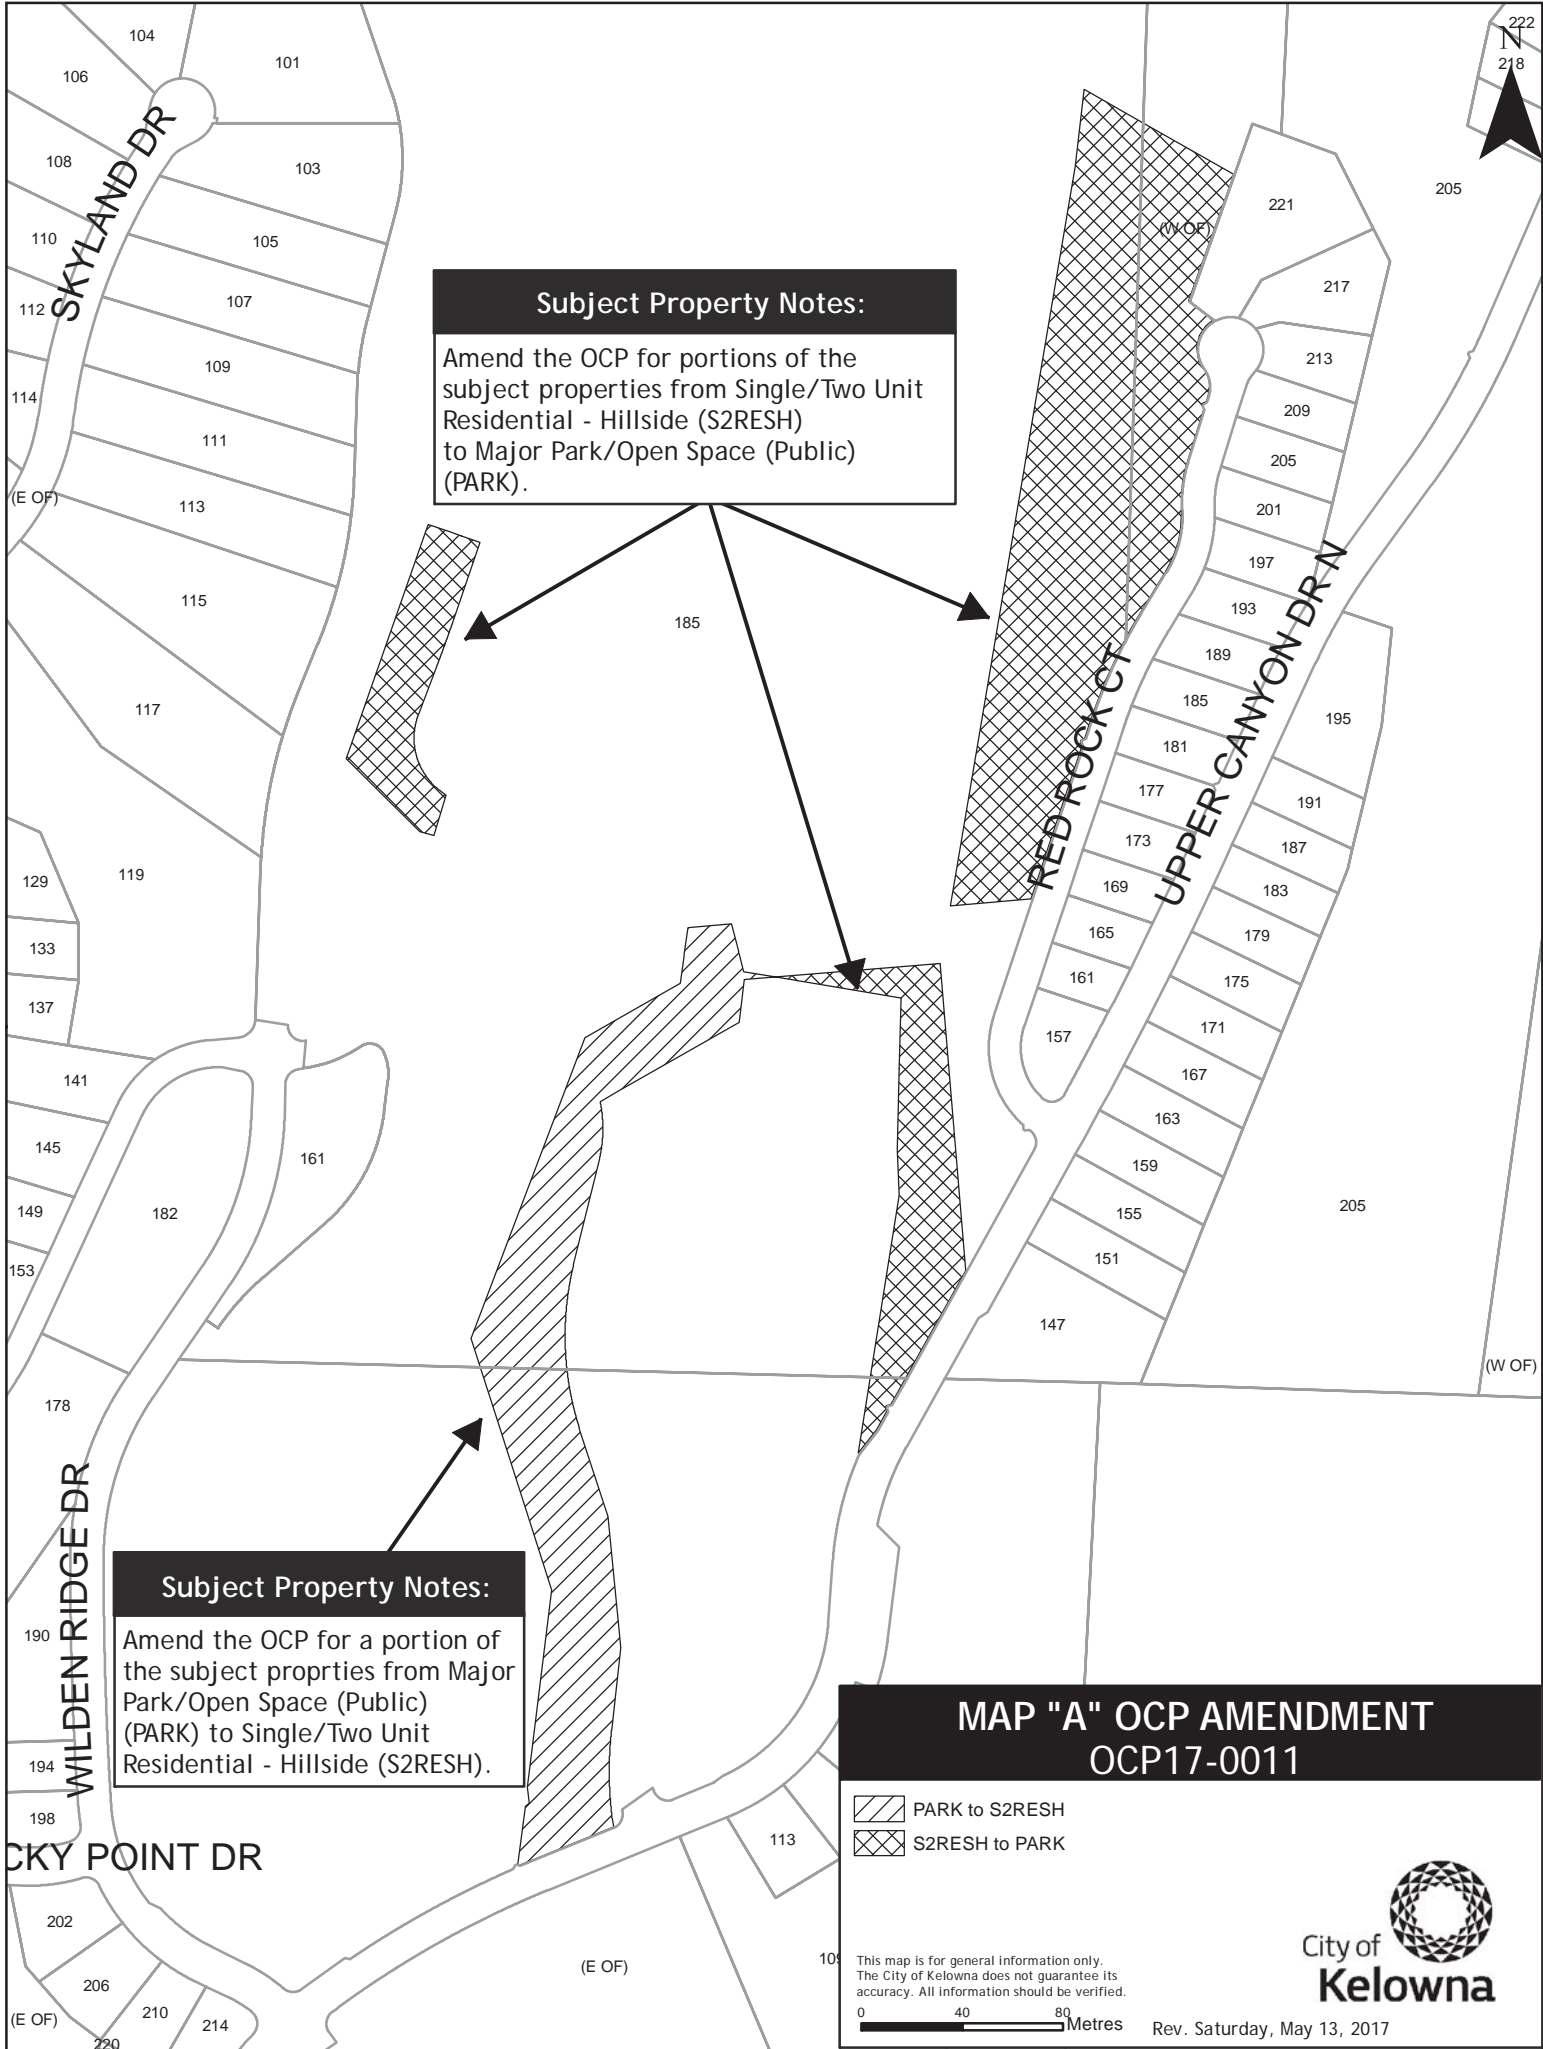 222
N
218
104
101
106
108
103
SKYLAND DR
205
221
110
105
(W OF)
217
112
107
109
213
114
209
111
205
(E OF)
113
201
197
115
193
185
189
117
185
195
181
177
191
RED ROCK CT
UPPER CANYON DR N
173
187
119
129
169
183
165
179
133
161
175
137
157
171
141
167
145
163
161
159
149
182
155
205
153
151
147
(W OF)
178
Subject Property Notes:
Amend the OCP for portions of the
subject properties from Single/Two Unit
Residential - Hillside (S2RESH)
to Major Park/Open Space (Public)
(PARK).
WILDEN RIDGE DR
190
194
198
Subject Property Notes:
Amend the OCP for a portion of
the subject proprties from Major
Park/Open Space (Public)
(PARK) to Single/Two Unit
Residential - Hillside (S2RESH).
CKY POINT DR
113
202
206
(E OF)
109
(E OF)
210
214
220
MAP "A" OCP AMENDMENT
OCP17-0011
PARK to S2RESH
S2RESH to PARK
This map is for general information only.
The City of Kelowna does not guarantee its
accuracy. All information should be verified.
0 40 80
Metres
City of
Kelowna
Rev. Saturday, May 13, 2017